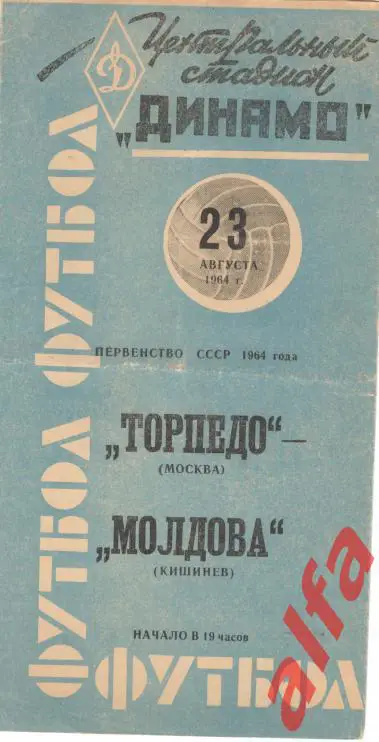 Центральный
стадион
„ДИНАМО"
Д
23
АВГУСТА
1964 г.
ПЕРВЕНСТВО СССР 1964 года
„ТОРПЕДО“—
(МОСКВА)
„МОЛДОВА“
(КИШИНЕВ)
НАЧАЛО В 19 часов
ФУТБОЛ
ФУТБОЛ
ФУТБОЛ
alfa